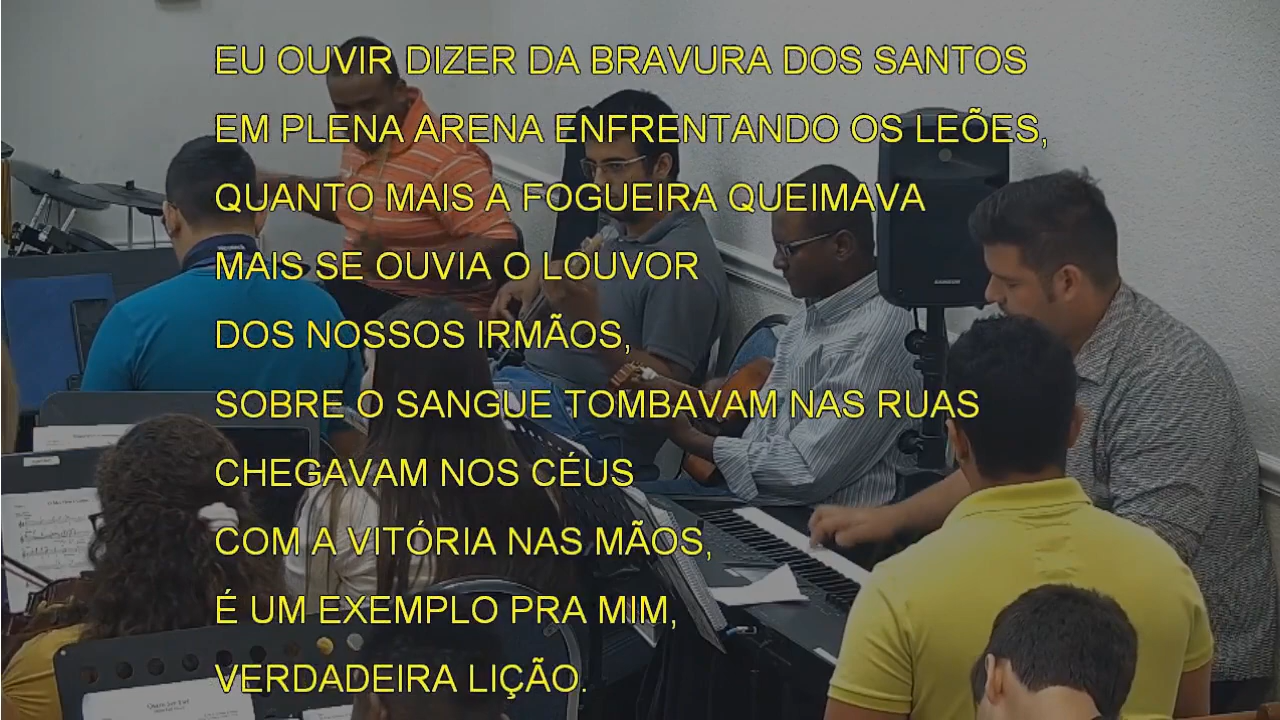 EU OUVIR DIZER DA BRAVURA DOS SANTOS
EM PLENA ARENA ENFRENTANDO OS LEÕES,
QUANTO MAIS A FOGUEIRA QUEIMAVA
MAIS SE OUVIA O LOUVOR
DOS NOSSOS IRMÃOS,
SOBRE O SANGUE TOMBAVAM NAS RUAS
CHEGAVAM NOS CÉUS
COM A VITÓRIA NAS MÃOS,
É UM EXEMPLO PRA MIM,
VERDADEIRA LIÇÃO.